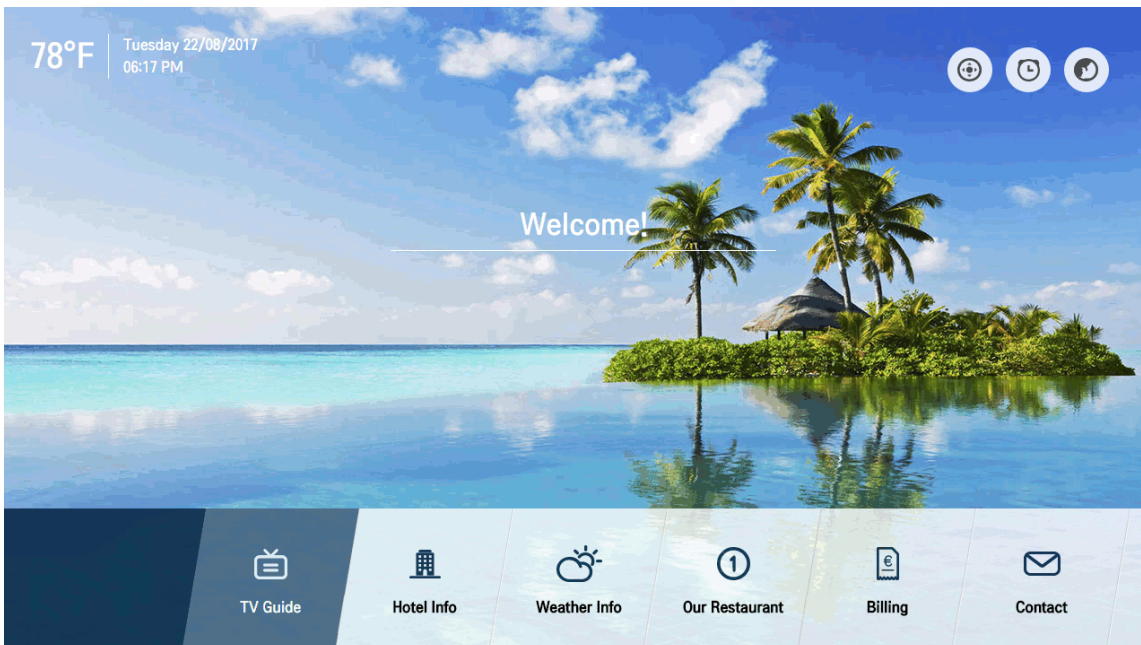 78°F
Tuesday 22/08/2017
06:17 PM
Welcome!
TV Guide
Hotel Info
Weather Info
1
Our Restaurant
€
Billing
Contact